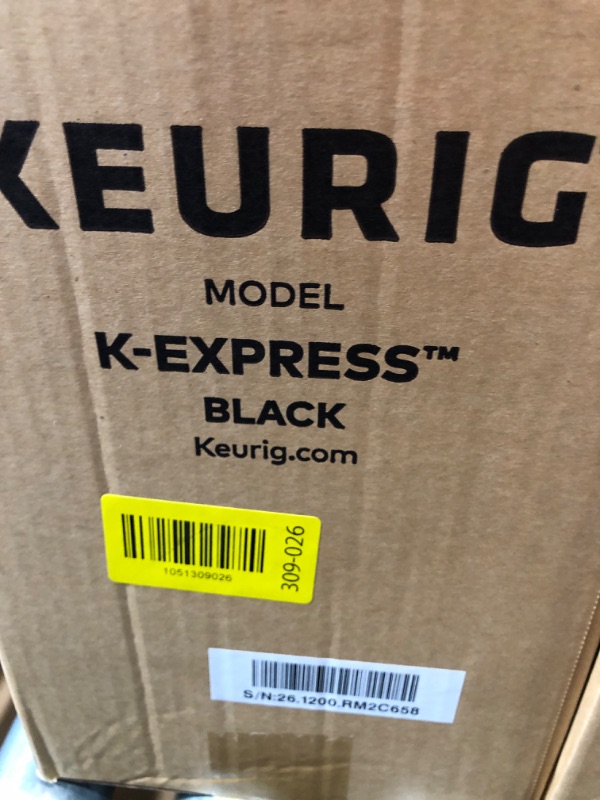 KEURIG
MODEL
K-EXPRESS™
BLACK
Keurig.com
1051309026
309-026
S/N:26.1200.RM2C658